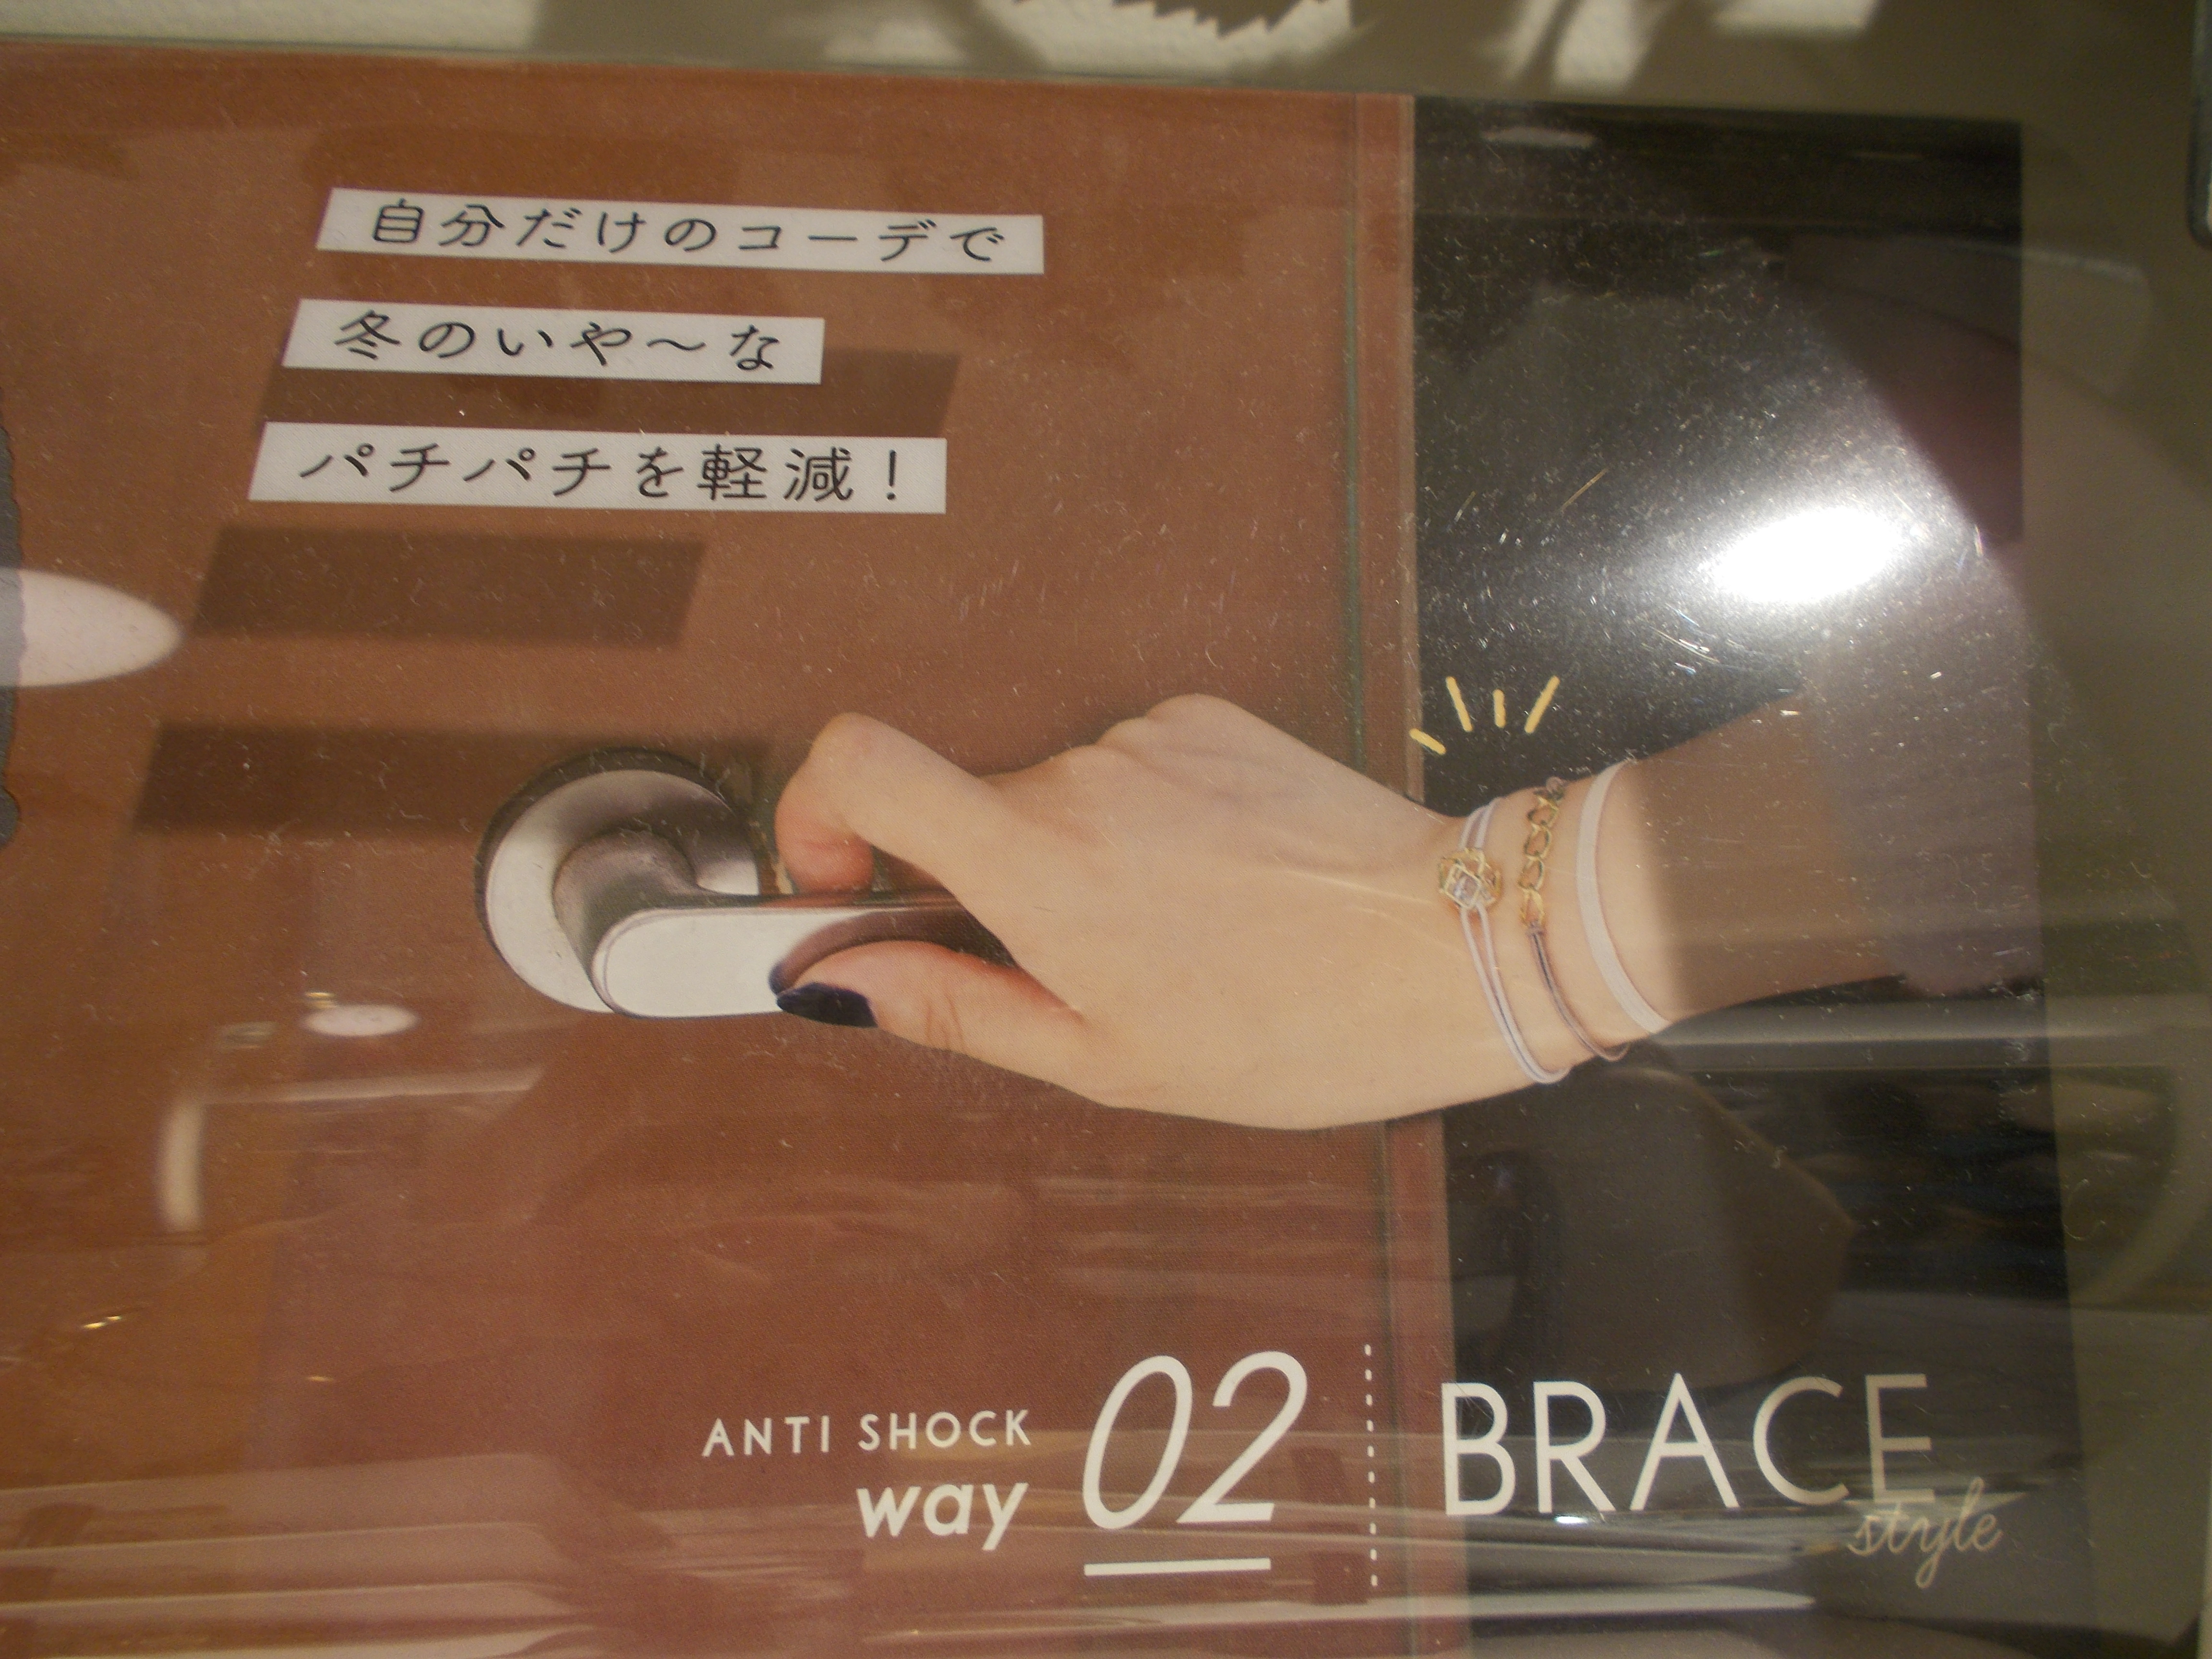 自分だけのコーデで
冬のいや〜な
パチパチを軽減！
ANTI SHOCK
way
02
BRACE
style